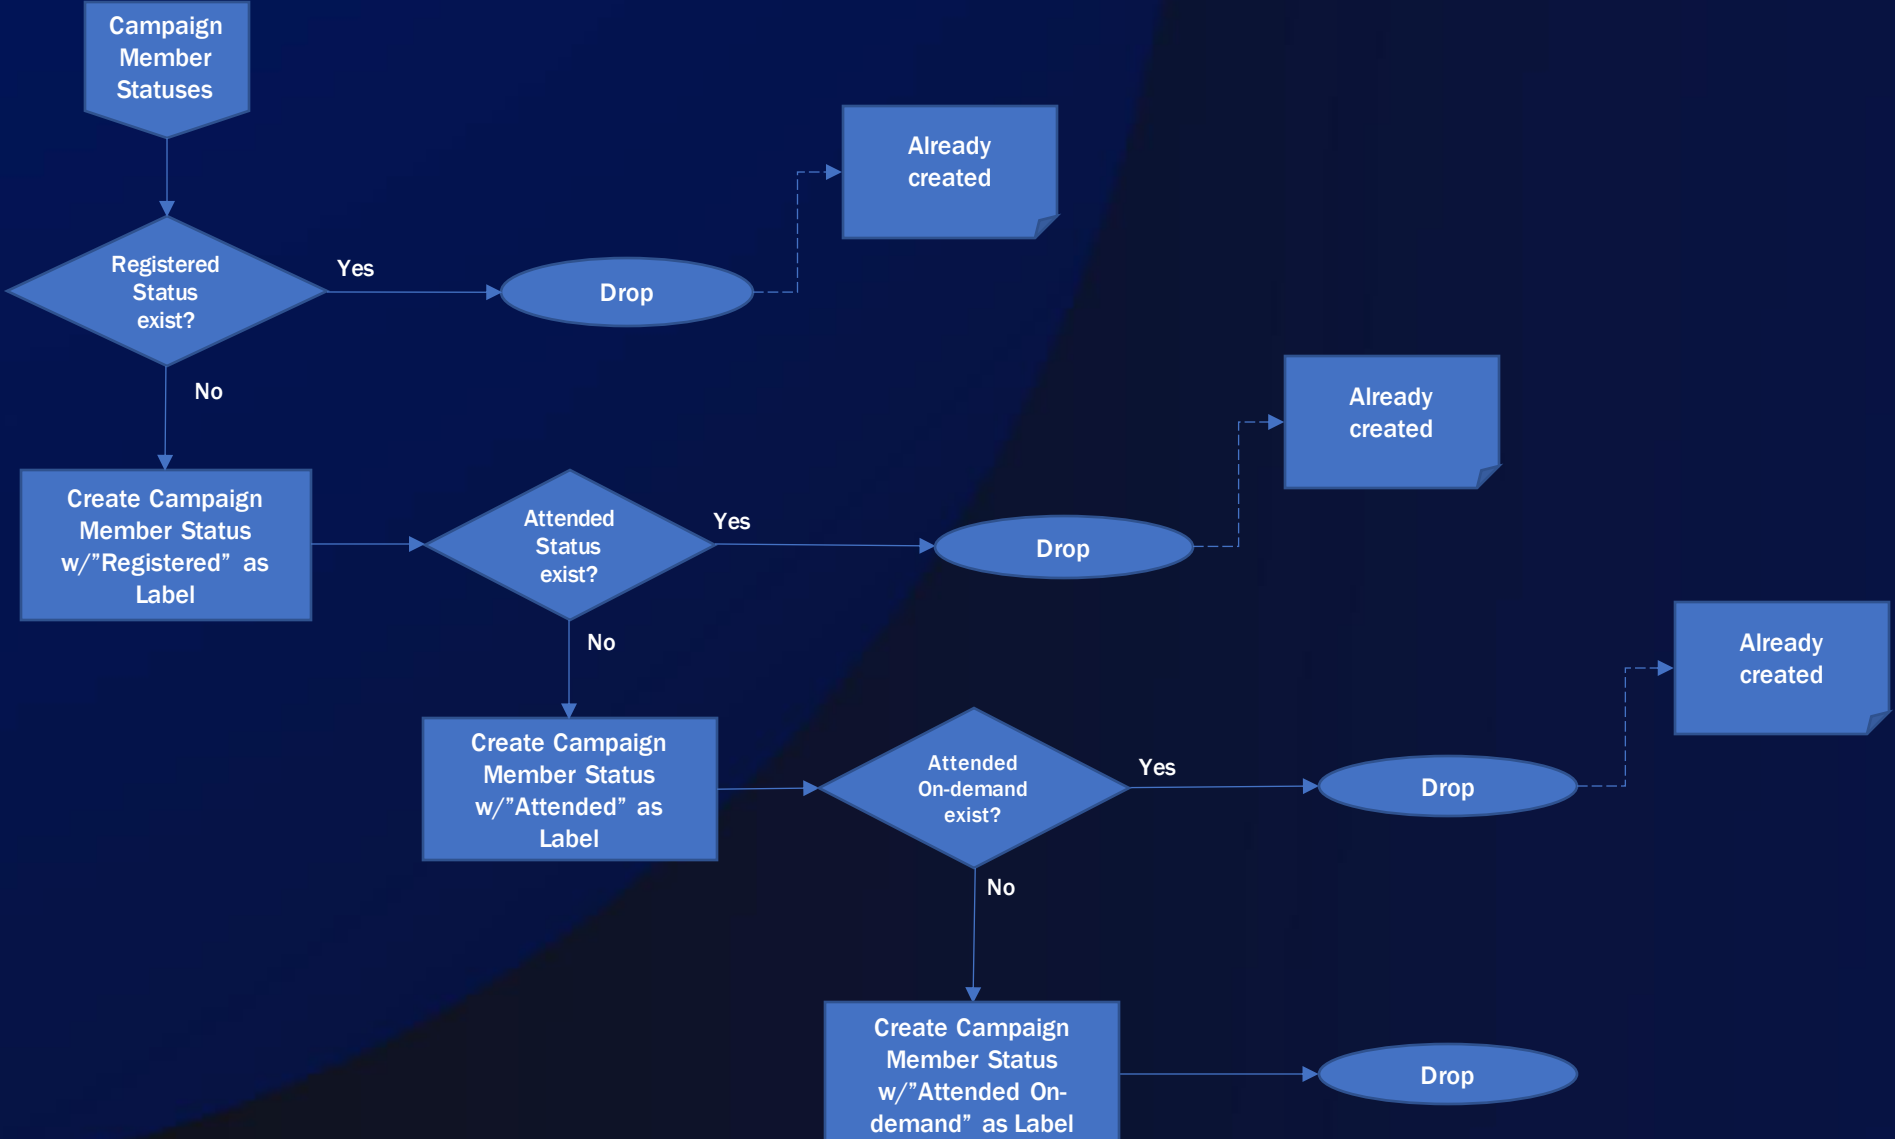 Campaign
Member
Statuses
Already
created
Registered
Status
exist?
Yes
Drop
No
Already
created
Create Campaign
Member Status
w/”Registered” as
Label
Attended
Status
exist?
Yes
Drop
No
Already
created
Create Campaign
Member Status
w/”Attended” as
Label
Attended
On-demand
exist?
Yes
Drop
No
Create Campaign
Member Status
w/”Attended On-
demand” as Label
Drop